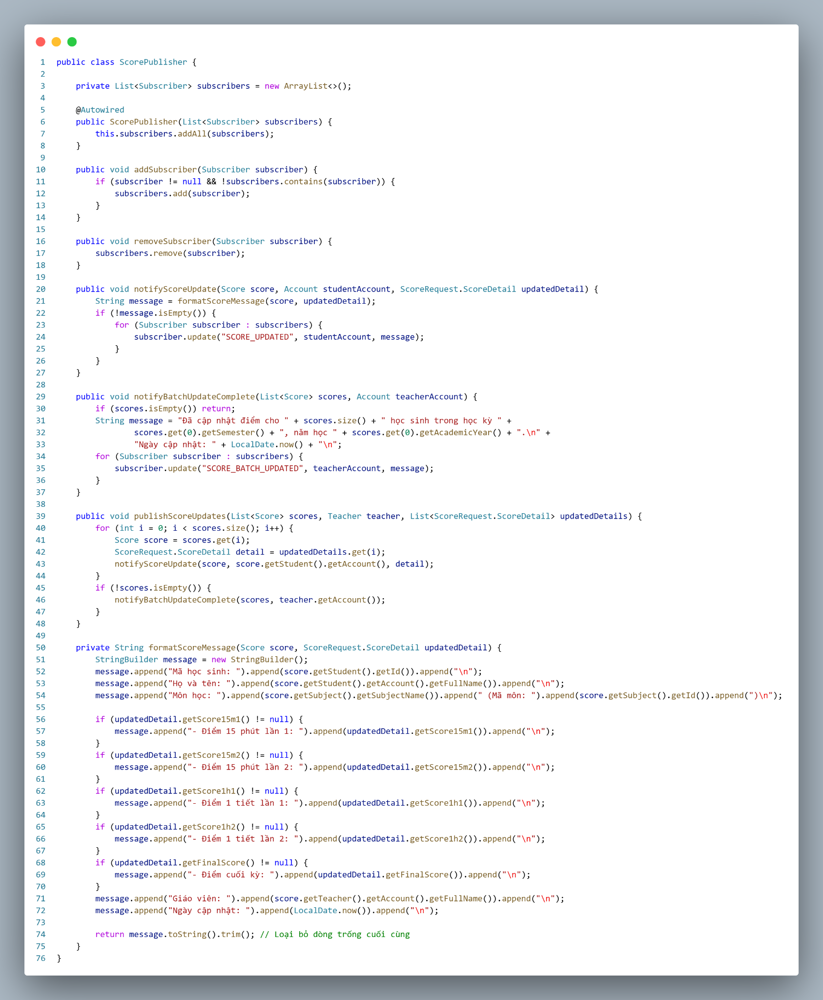 1 public class ScorePublisher {
2
3     private List<Subscriber> subscribers = new ArrayList<>();
4
5     @Autowired
6     public ScorePublisher(List<Subscriber> subscribers) {
7         this.subscribers.addAll(subscribers);
8     }
9
10     public void addSubscriber(Subscriber subscriber) {
11         if (subscriber != null && !subscribers.contains(subscriber)) {
12             subscribers.add(subscriber);
13         }
14     }
15
16     public void removeSubscriber(Subscriber subscriber) {
17         subscribers.remove(subscriber);
18     }
19
20     public void notifyScoreUpdate(Score score, Account studentAccount, ScoreRequest.ScoreDetail updatedDetail) {
21         String message = formatScoreMessage(score, updatedDetail);
22         if (!message.isEmpty()) {
23             for (Subscriber subscriber : subscribers) {
24                 subscriber.update("SCORE_UPDATED", studentAccount, message);
25             }
26         }
27     }
28
29     public void notifyBatchUpdateComplete(List<Score> scores, Account teacherAccount) {
30         if (scores.isEmpty()) return;
31         String message = "Đã cập nhật điểm cho " + scores.size() + " học sinh trong học kỳ " +
32                 scores.get(0).getSemester() + ", năm học " + scores.get(0).getAcademicYear() + ".\n" +
33                 "Ngày cập nhật: " + LocalDate.now() + "\n";
34         for (Subscriber subscriber : subscribers) {
35             subscriber.update("SCORE_BATCH_UPDATED", teacherAccount, message);
36         }
37     }
38
39     public void publishScoreUpdates(List<Score> scores, Teacher teacher, List<ScoreRequest.ScoreDetail> updatedDetails) {
40         for (int i = 0; i < scores.size(); i++) {
41             Score score = scores.get(i);
42             ScoreRequest.ScoreDetail detail = updatedDetails.get(i);
43             notifyScoreUpdate(score, score.getStudent().getAccount(), detail);
44         }
45         if (!scores.isEmpty()) {
46             notifyBatchUpdateComplete(scores, teacher.getAccount());
47         }
48     }
49
50     private String formatScoreMessage(Score score, ScoreRequest.ScoreDetail updatedDetail) {
51         StringBuilder message = new StringBuilder();
52         message.append("Mã học sinh: ").append(score.getStudent().getId()).append("\n");
53         message.append("Họ và tên: ").append(score.getStudent().getAccount().getFullName()).append("\n");
54         message.append("Môn học: ").append(score.getSubject().getSubjectName()).append(" (Mã môn: ").append(score.getSubject().getId()).append(")\n");
55
56         if (updatedDetail.getScore15m1() != null) {
57             message.append("- Điểm 15 phút lần 1: ").append(updatedDetail.getScore15m1()).append("\n");
58         }
59         if (updatedDetail.getScore15m2() != null) {
60             message.append("- Điểm 15 phút lần 2: ").append(updatedDetail.getScore15m2()).append("\n");
61         }
62         if (updatedDetail.getScore1h1() != null) {
63             message.append("- Điểm 1 tiết lần 1: ").append(updatedDetail.getScore1h1()).append("\n");
64         }
65         if (updatedDetail.getScore1h2() != null) {
66             message.append("- Điểm 1 tiết lần 2: ").append(updatedDetail.getScore1h2()).append("\n");
67         }
68         if (updatedDetail.getFinalScore() != null) {
69             message.append("- Điểm cuối kỳ: ").append(updatedDetail.getFinalScore()).append("\n");
70         }
71         message.append("Giáo viên: ").append(score.getTeacher().getAccount().getFullName()).append("\n");
72         message.append("Ngày cập nhật: ").append(LocalDate.now()).append("\n");
73
74         return message.toString().trim(); // Loại bỏ dòng trống cuối cùng
75     }
76 }